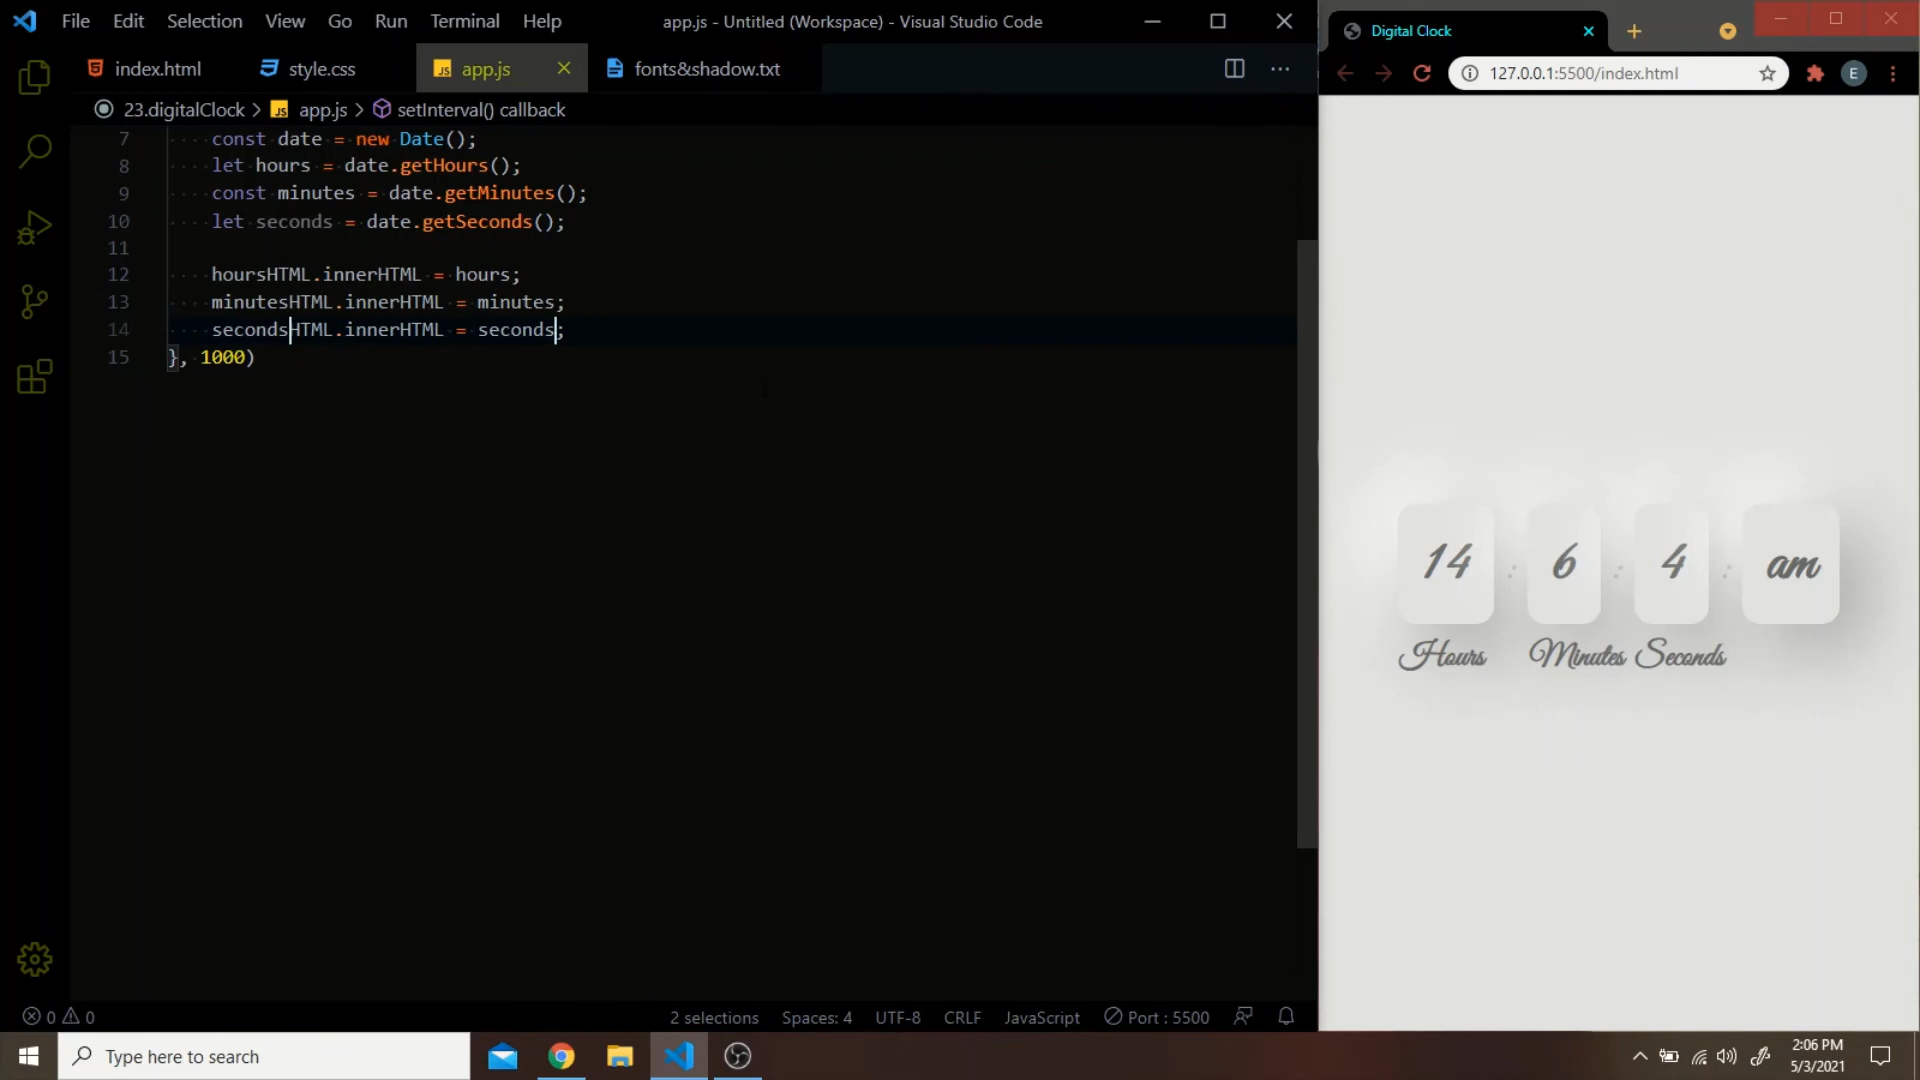 File Edit Selection View Go Run Terminal Help
app.js - Untitled (Workspace) - Visual Studio Code
index.html
style.css
app.js
fonts&shadow.txt
23.digitalClock > app.js > setInterval() callback
7 const date = new Date();
8 let hours = date.getHours();
9 const minutes = date.getMinutes();
10 let seconds = date.getSeconds();
11
12 hoursHTML.innerHTML = hours;
13 minutesHTML.innerHTML = minutes;
14 secondsHTML.innerHTML = seconds;
15 }, 1000)
0 0
2 selections Spaces: 4 UTF-8 CRLF JavaScript Port : 5500
Digital Clock
127.0.0.1:5500/index.html
E
14 : 6 : 4 : am
Hours Minutes Seconds
Type here to search
2:06 PM
5/3/2021